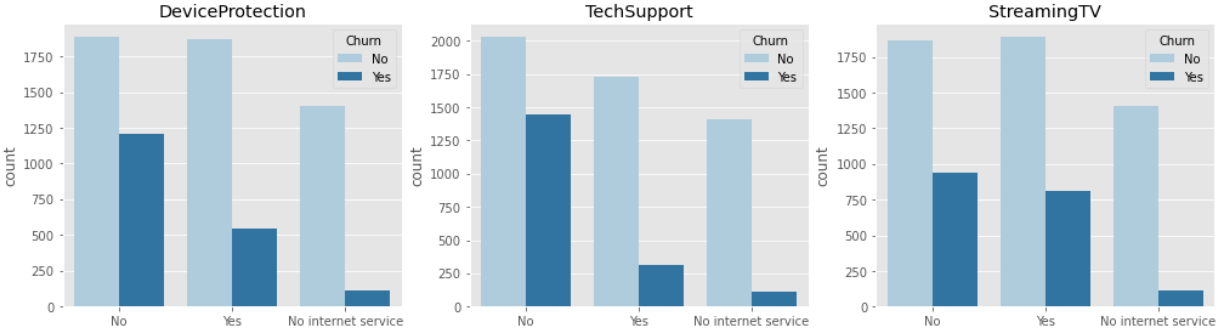 DeviceProtection
Churn
No
Yes
count
1750
1500
1250
1000
750
500
250
0
No Yes No internet service
TechSupport
Churn
No
Yes
count
2000
1750
1500
1250
1000
750
500
250
0
No Yes No internet service
StreamingTV
Churn
No
Yes
count
1750
1500
1250
1000
750
500
250
0
No Yes No internet service